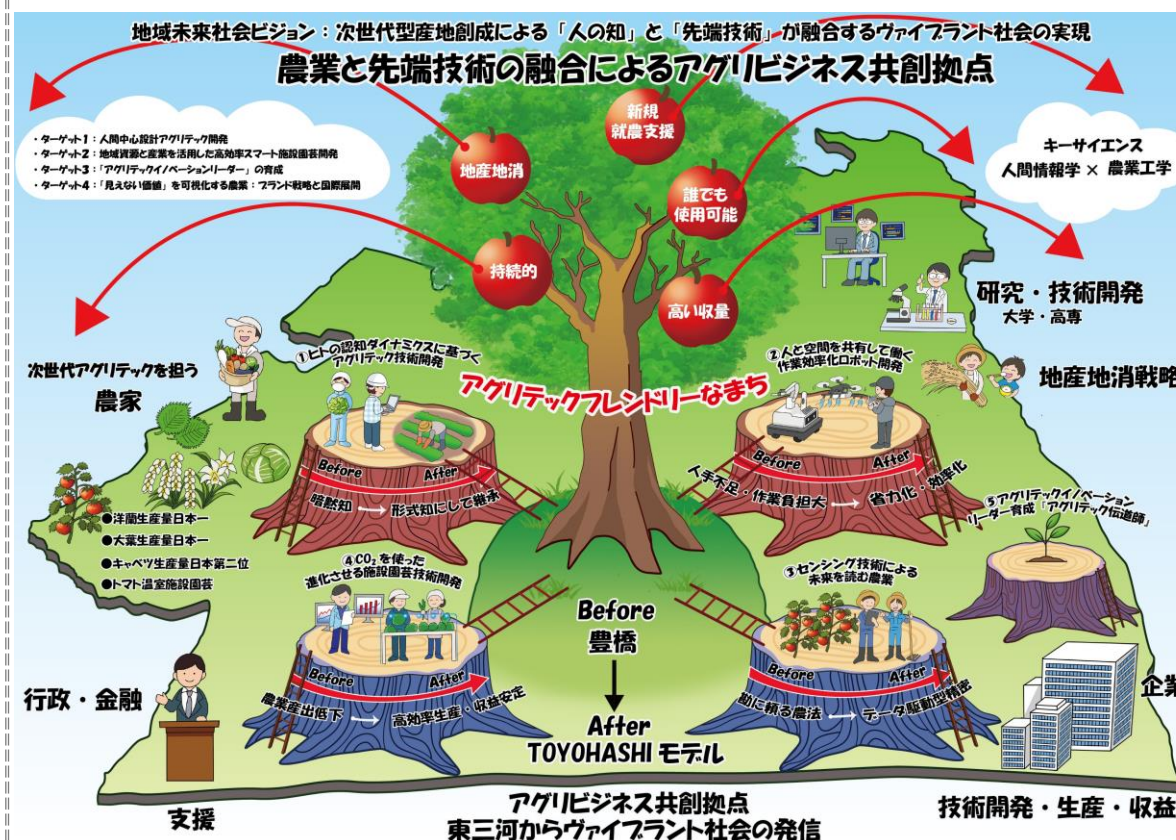 地域未来社会ビジョン：次世代型産地創成による「人の知」と「先端技術」が融合するヴァイブラント社会の実現
農業と先端技術の融合によるアグリビジネス共創拠点
・ターゲット1：人間中心設計アグリテック開発
・ターゲット2：地域資源と産業を活用した高効率スマート施設園芸開発
・ターゲット3：「アグリテックイノベーションリーダー」の育成
・ターゲット4：「見えない価値」を可視化する農業：ブランド戦略と国際展開
新規
就農支援
地産地消
誰でも
使用可能
持続的
高い収量
キーサイエンス
人間情報学 × 農業工学
研究・技術開発
大学・高専
地産地消戦略
次世代アグリテックを担う
農家
①ヒトの認知ダイナミクスに基づく
アグリテック技術開発
②人と空間を共有して働く
作業効率化ロボット開発
アグリテックフレンドリーなまち
Before
After
暗黙知 → 形式知にして継承
Before
After
人手不足・作業負担大 → 省力化・効率化
●洋蘭生産量日本一
●大葉生産量日本一
●キャベツ生産量日本第二位
●トマト温室施設園芸
⑤アグリテックイノベーション
リーダー育成「アグリテック伝道師」
④CO₂を使った
進化させる施設園芸技術開発
③センシング技術による
未来を読む農業
Before
After
農業産出低下 → 高効率生産・収益安定
Before
After
勘に頼る農法 → データ駆動型精密
Before
豊橋
After
TOYOHASHI モデル
行政・金融
支援
企業
技術開発・生産・収益
アグリビジネス共創拠点
東三河からヴァイブラント社会の発信